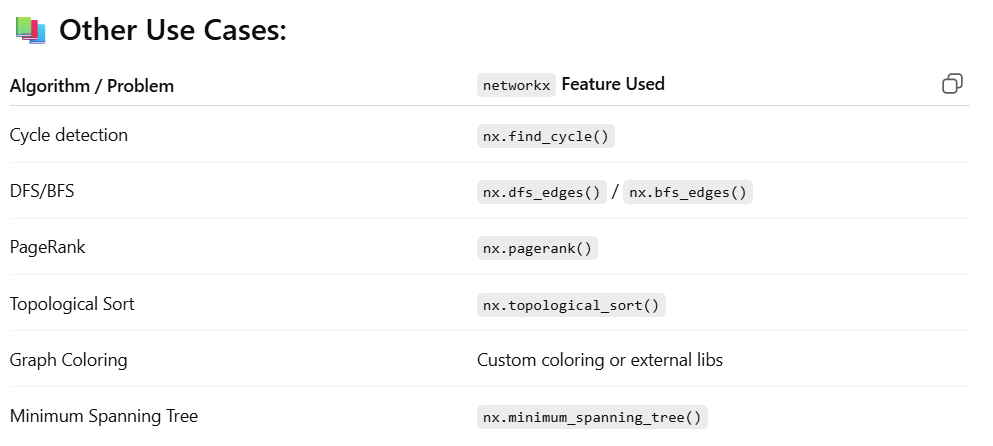 📚 Other Use Cases:
Algorithm / Problem networkx Feature Used
Cycle detection nx.find_cycle()
DFS/BFS nx.dfs_edges() / nx.bfs_edges()
PageRank nx.pagerank()
Topological Sort nx.topological_sort()
Graph Coloring Custom coloring or external libs
Minimum Spanning Tree nx.minimum_spanning_tree()